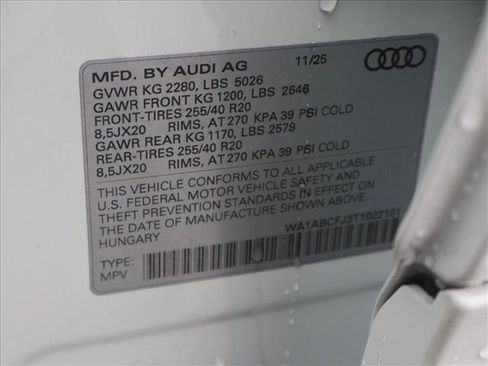 MFD. BY AUDI AG 11/25
GVWR KG 2280, LBS 5026
GAWR FRONT KG 1200, LBS 2646
FRONT-TIRES 255/40 R20
8,5JX20 RIMS, AT 270 KPA 39 PSI COLD
GAWR REAR KG 1170, LBS 2579
REAR-TIRES 255/40 R20
8,5JX20 RIMS, AT 270 KPA 39 PSI COLD
THIS VEHICLE CONFORMS TO ALL APPLICABLE
U.S. FEDERAL MOTOR VEHICLE SAFETY AND
THEFT PREVENTION STANDARDS IN EFFECT ON
THE DATE OF MANUFACTURE SHOWN ABOVE.
HUNGARY WA1ABCFJ3T1022101
TYPE:
MPV